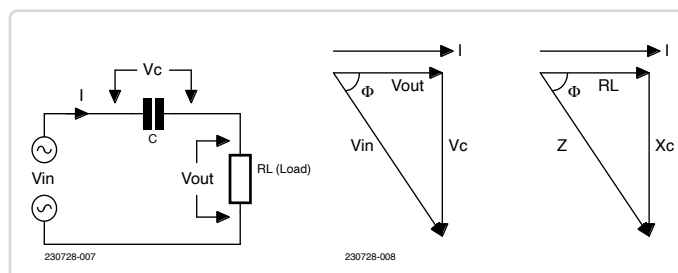 Vc
I
C
Vin
Vout
RL (Load)
230728-007
I
Φ
Vout
Vin
Vc
230728-008
I
Φ
RL
Z
Xc